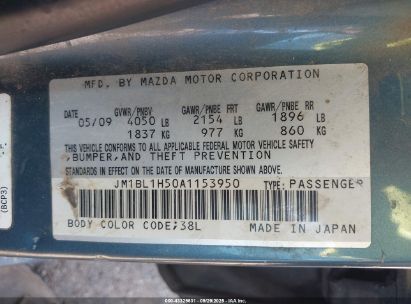 MFD. BY MAZDA MOTOR CORPORATION
DATE GVWR/PNBV GAWR/PNBE FRT GAWR/PNBE RR
05/09 4050 LB 2154 LB 1896 LB
1837 KG 977 KG 860 KG
THIS VEHICLE CONFORMS TO ALL APPLICABLE FEDERAL MOTOR VEHICLE SAFETY
, BUMPER, AND THEFT PREVENTION
STANDARDS IN EFFECT ON THE DATE OF MANUFACTURE SHOWN ABOVE.
JM1BL1H50A1153950 TYPE: PASSENGER
BODY COLOR CODE:38L MADE IN JAPAN
(BCP3)